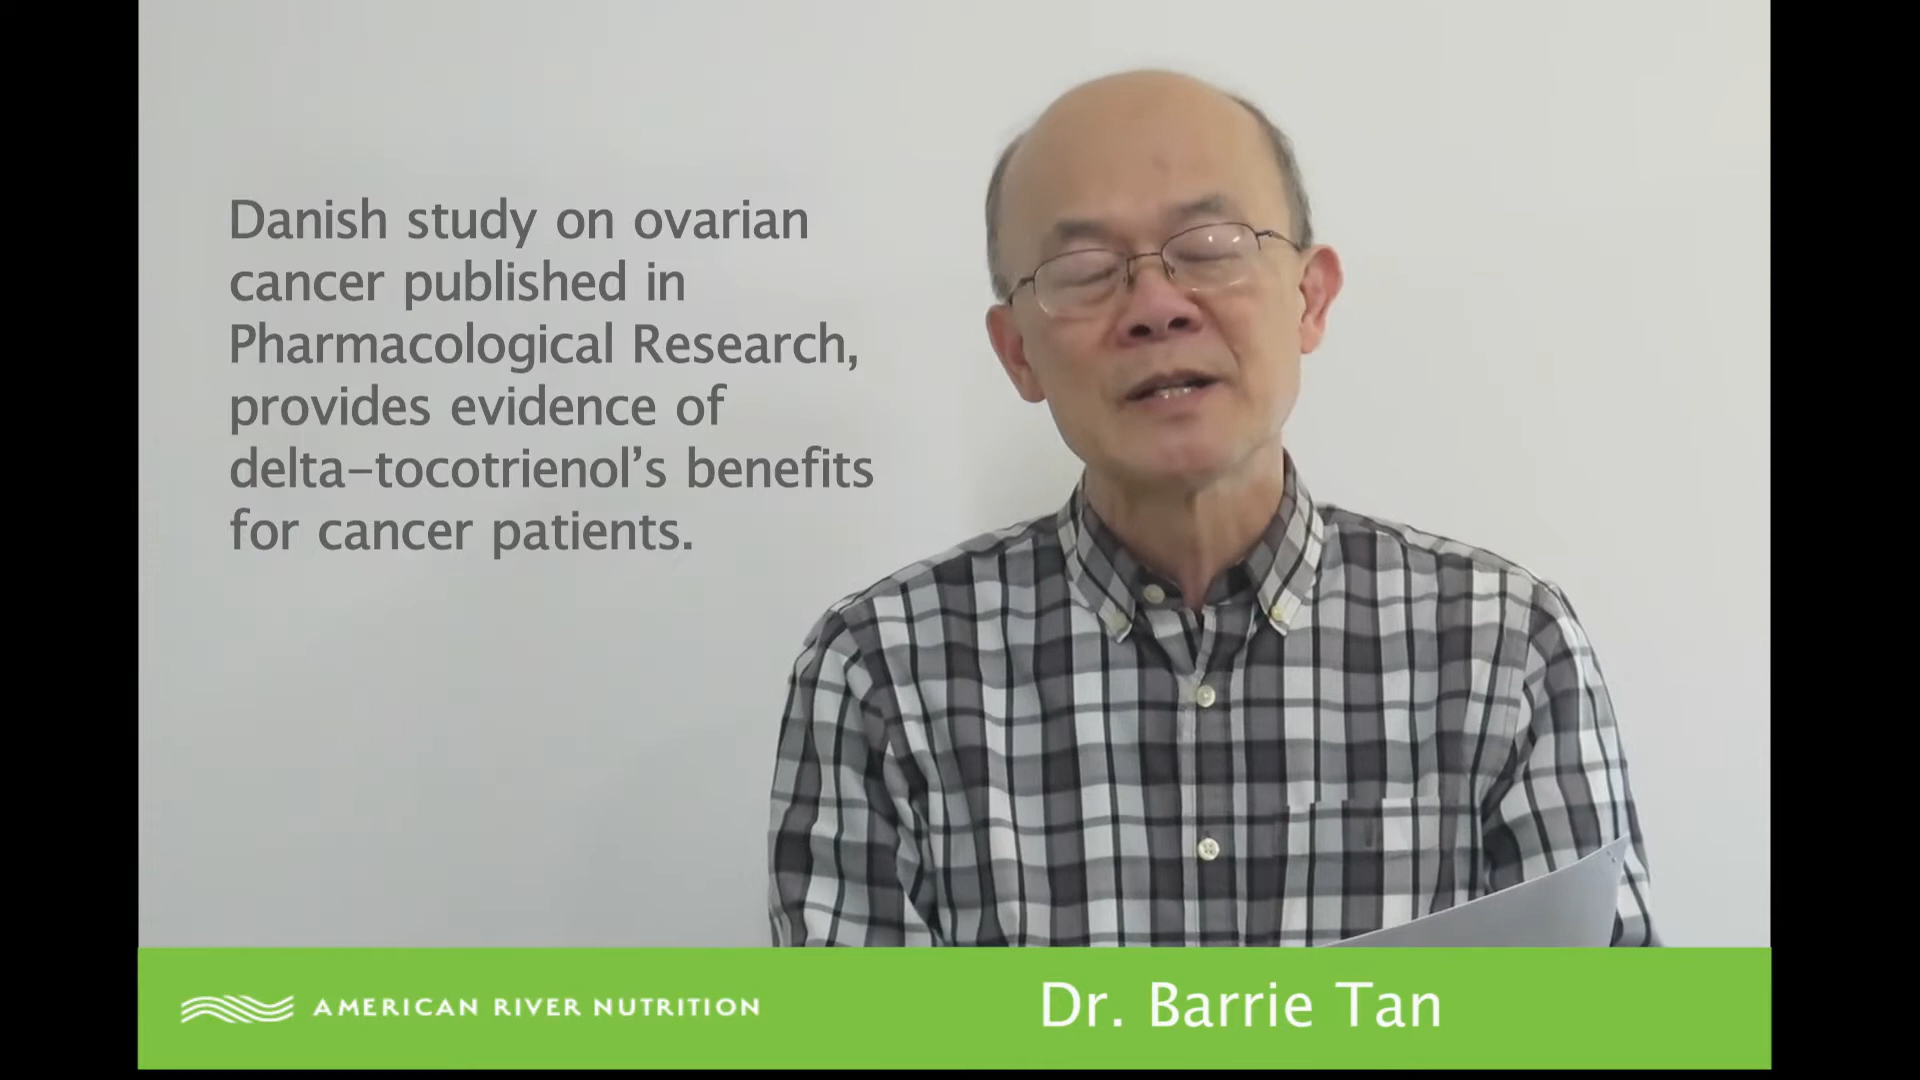 Danish study on ovarian
cancer published in
Pharmacological Research,
provides evidence of
delta-tocotrienol’s benefits
for cancer patients.
AMERICAN RIVER NUTRITION
Dr. Barrie Tan